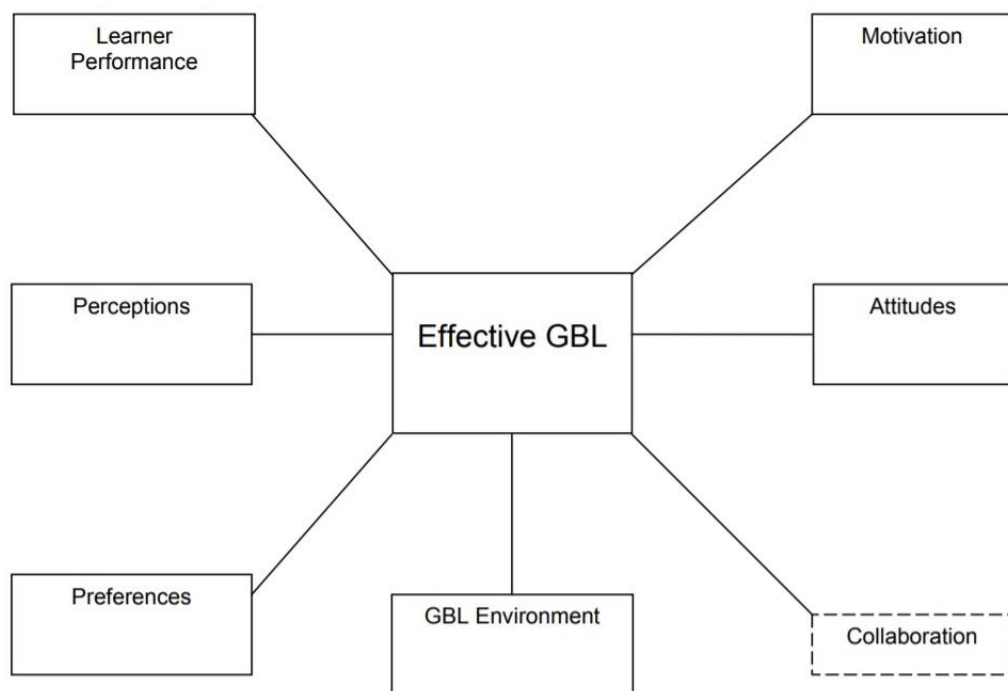 Learner
Performance
Motivation
Perceptions
Effective GBL
Attitudes
Preferences
GBL Environment
Collaboration